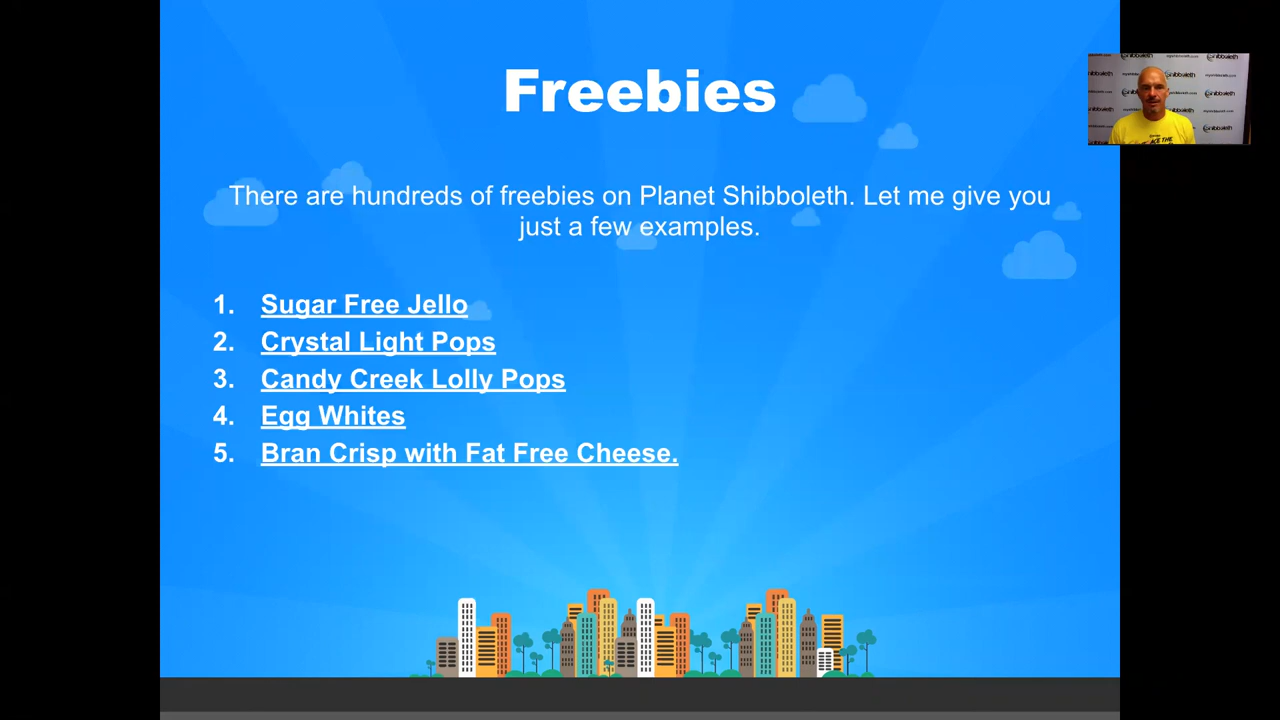 Freebies
There are hundreds of freebies on Planet Shibboleth. Let me give you
just a few examples.
1. Sugar Free Jello
2. Crystal Light Pops
3. Candy Creek Lolly Pops
4. Egg Whites
5. Bran Crisp with Fat Free Cheese.
Shibboleth